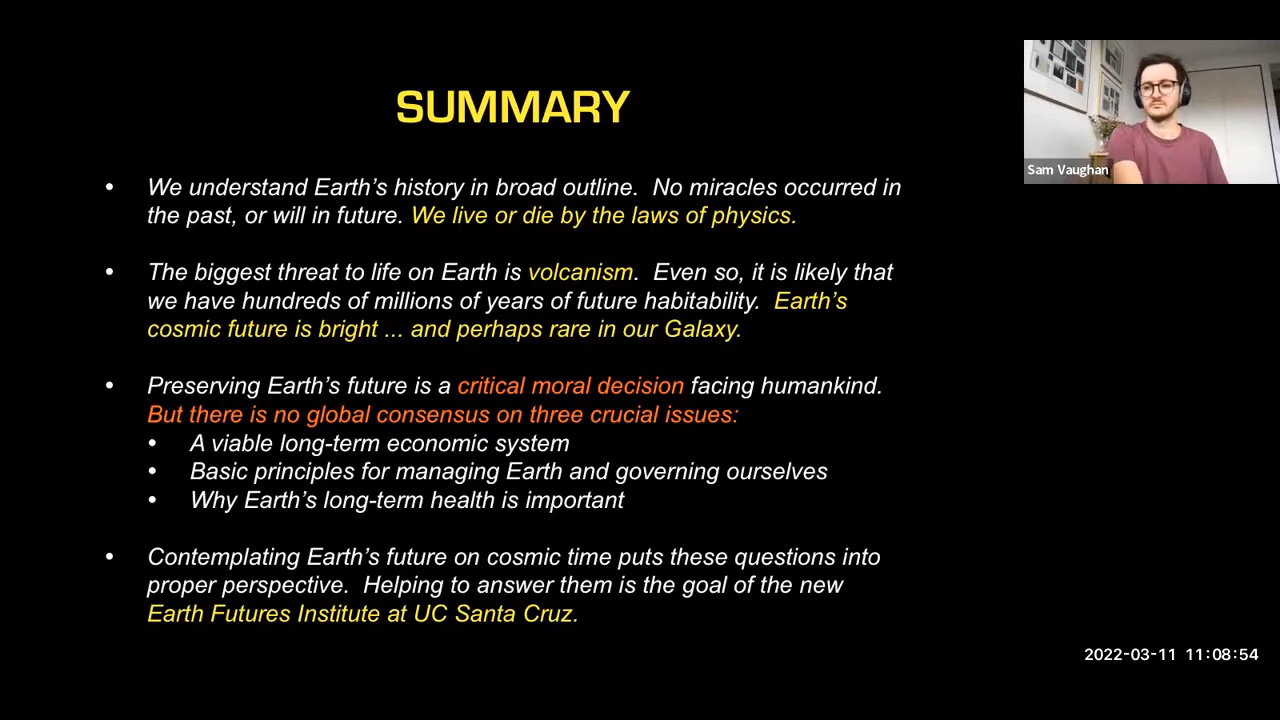 SUMMARY
• We understand Earth’s history in broad outline.  No miracles occurred in
the past, or will in future. We live or die by the laws of physics.
• The biggest threat to life on Earth is volcanism.  Even so, it is likely that
we have hundreds of millions of years of future habitability.  Earth’s
cosmic future is bright ... and perhaps rare in our Galaxy.
• Preserving Earth’s future is a critical moral decision facing humankind.
But there is no global consensus on three crucial issues:
• A viable long-term economic system
• Basic principles for managing Earth and governing ourselves
• Why Earth’s long-term health is important
• Contemplating Earth’s future on cosmic time puts these questions into
proper perspective.  Helping to answer them is the goal of the new
Earth Futures Institute at UC Santa Cruz.
Sam Vaughan
2022-03-11 11:08:54